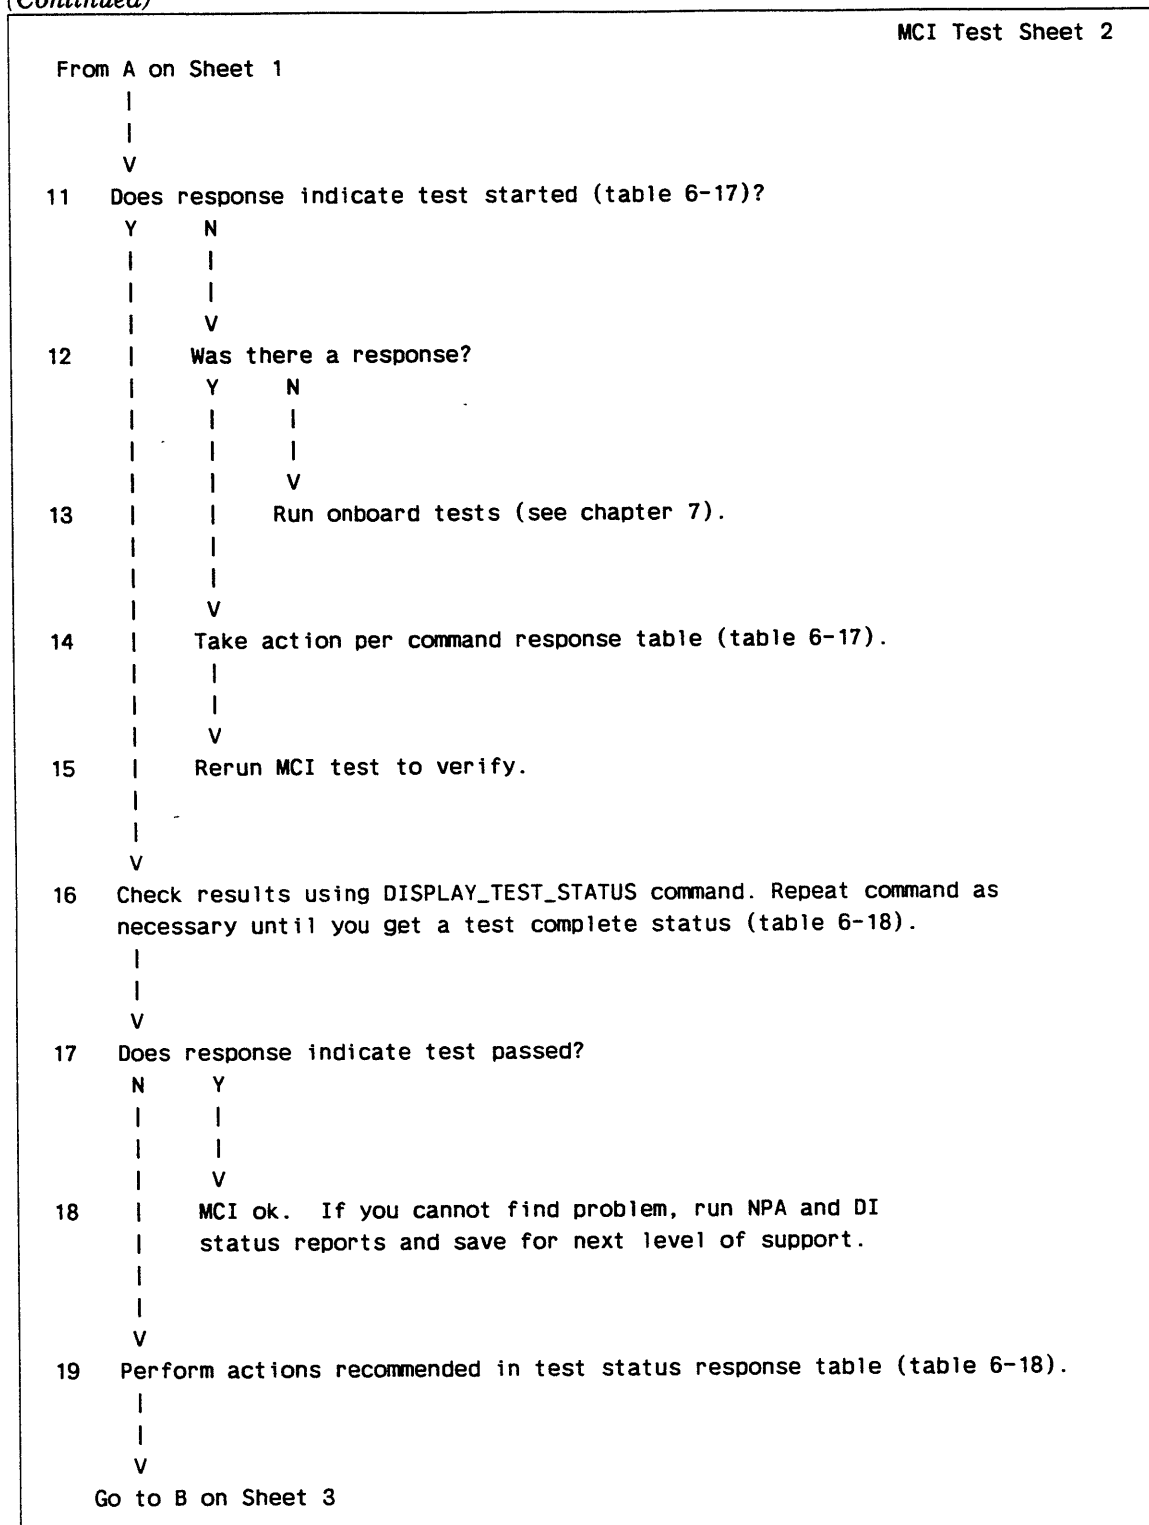 (Continued)
MCI Test Sheet 2
From A on Sheet 1
|
|
V
11 Does response indicate test started (table 6-17)?
Y N
| |
| |
| V
12 | Was there a response?
| Y N
| | |
| | |
| | V
13 | | Run onboard tests (see chapter 7).
| |
| |
| V
14 | Take action per command response table (table 6-17).
| |
| |
| V
15 | Rerun MCI test to verify.
|
|
V
16 Check results using DISPLAY_TEST_STATUS command. Repeat command as
necessary until you get a test complete status (table 6-18).
|
|
V
17 Does response indicate test passed?
N Y
| |
| |
| V
18 | MCI ok. If you cannot find problem, run NPA and DI
| status reports and save for next level of support.
|
|
V
19 Perform actions recommended in test status response table (table 6-18).
|
|
V
Go to B on Sheet 3